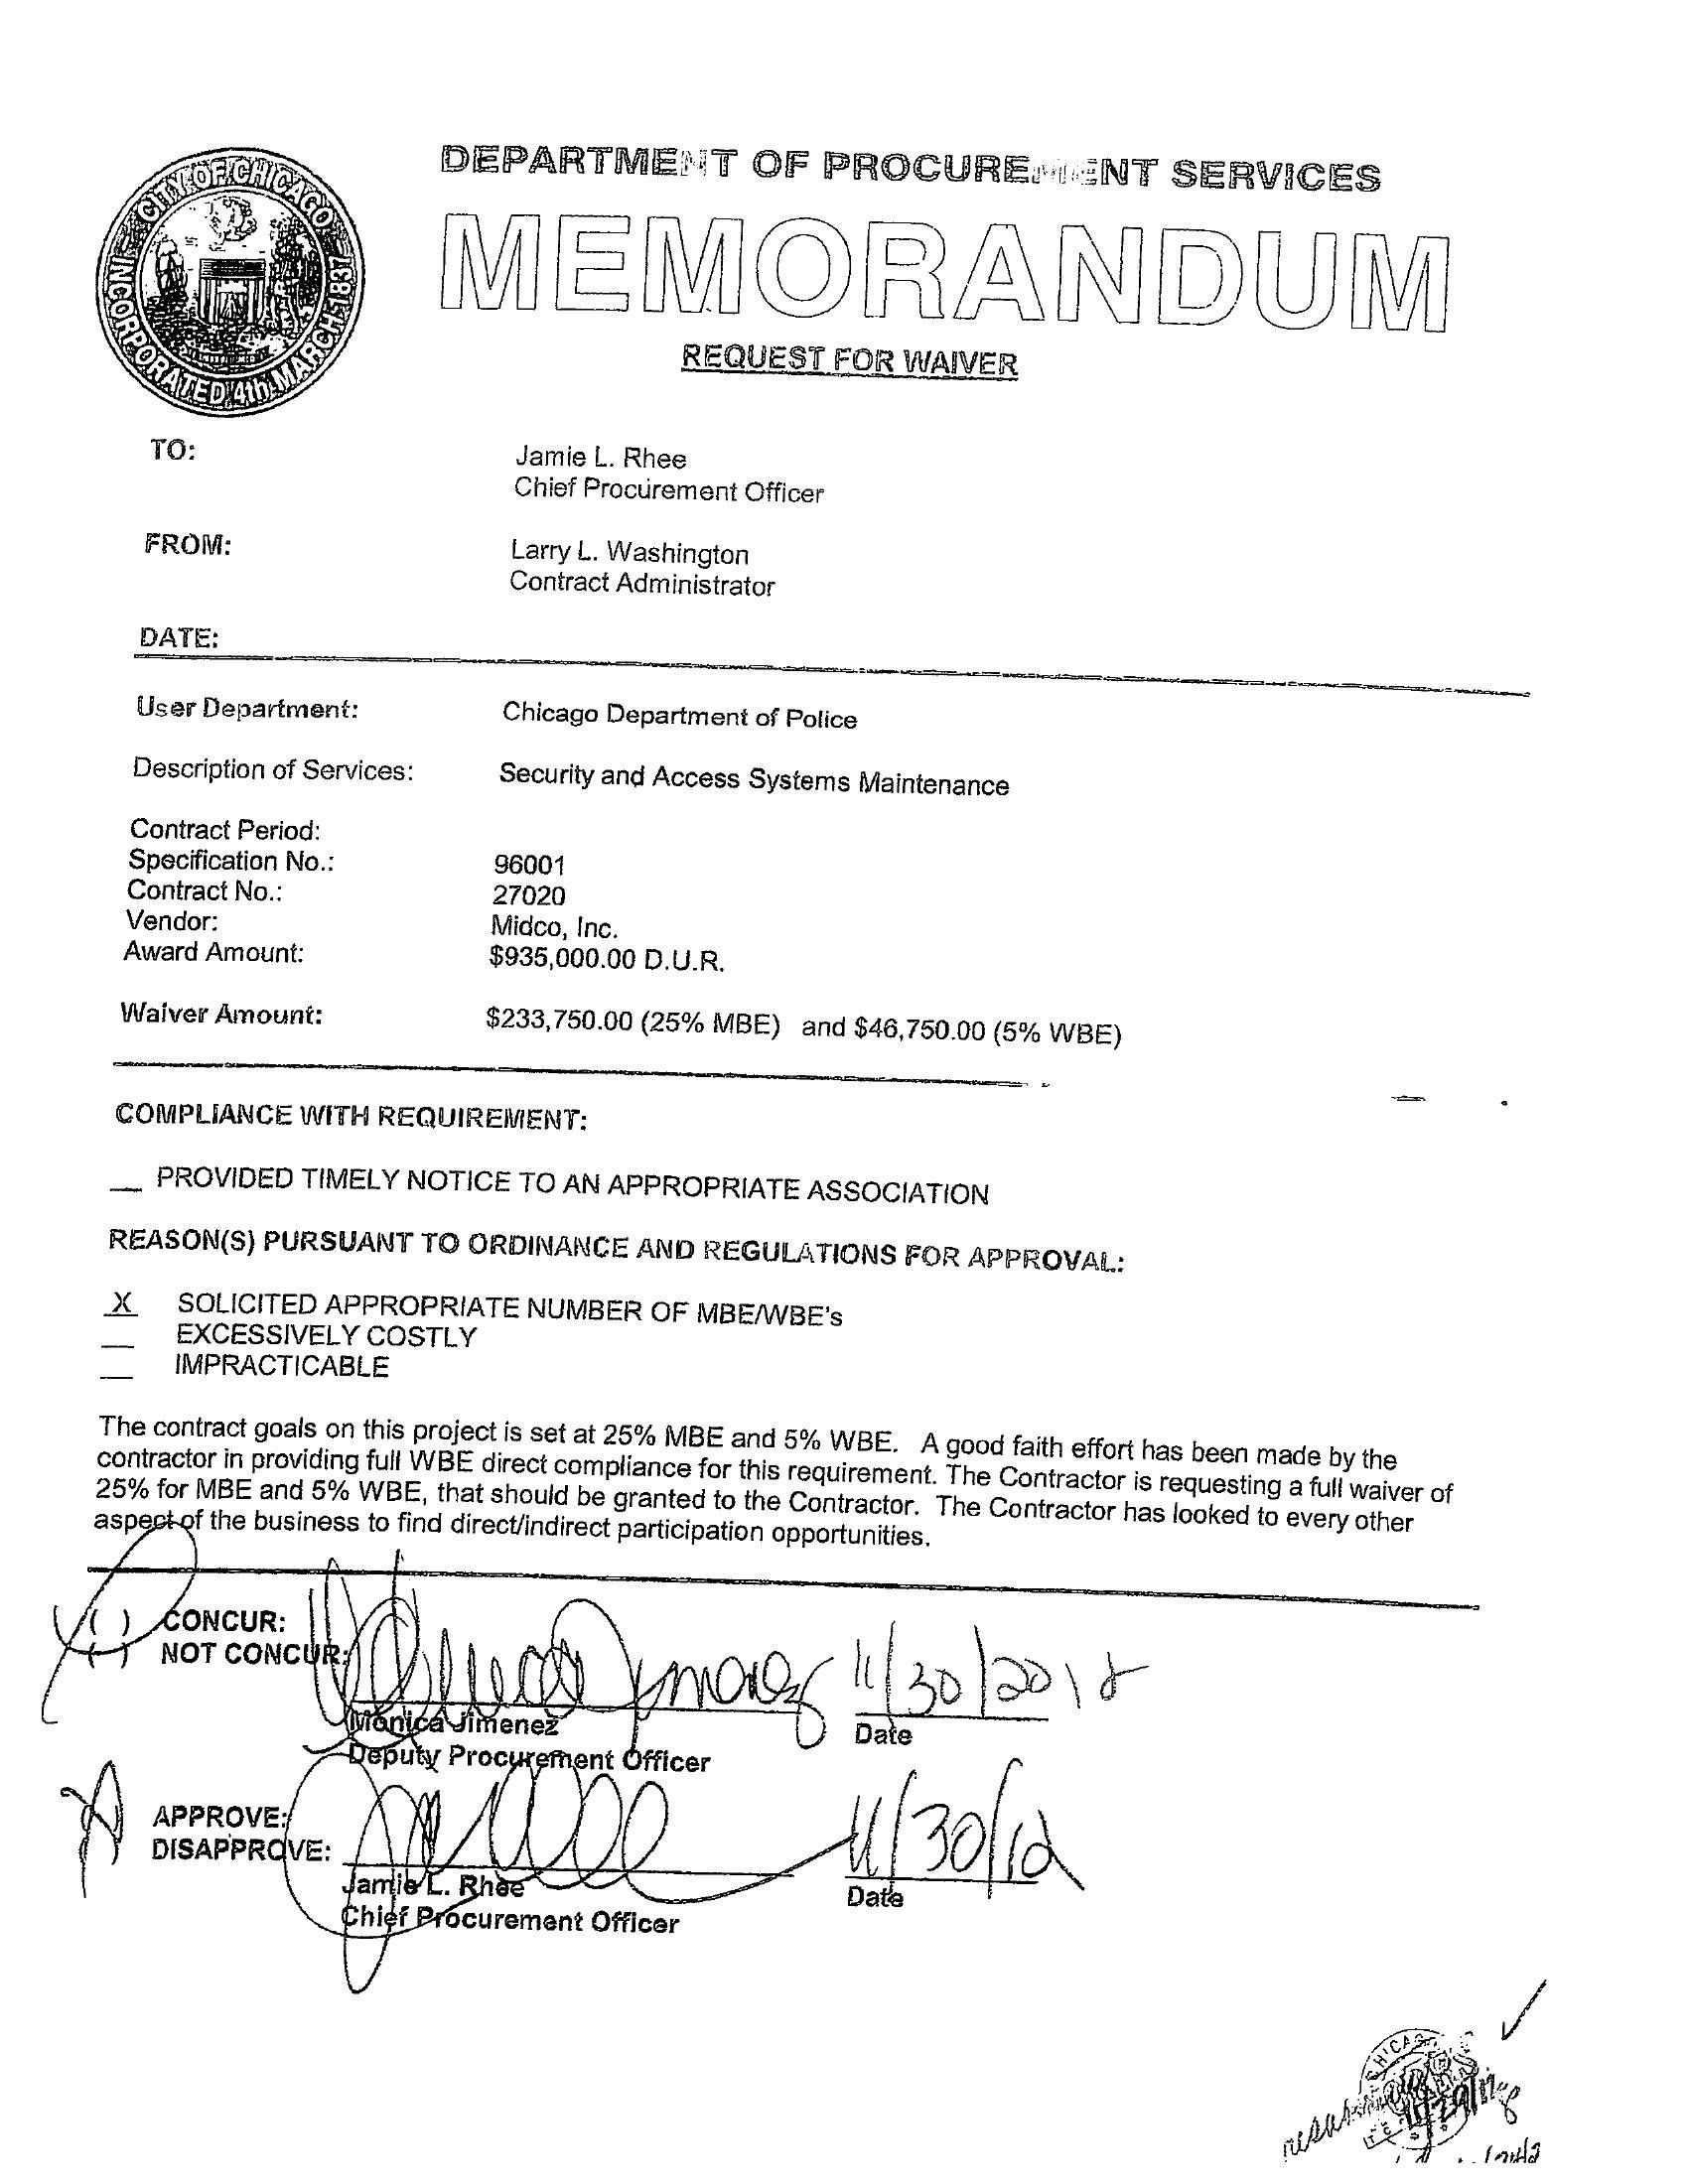 CITY OF CHICAGO
INCORPORATED 4th MARCH 1837
DEPARTMENT OF PROCUREMENT SERVICES
MEMORANDUM
REQUEST FOR WAIVER
TO: Jamie L. Rhee
Chief Procurement Officer
FROM: Larry L. Washington
Contract Administrator
DATE:
User Department: Chicago Department of Police
Description of Services: Security and Access Systems Maintenance
Contract Period:
Specification No.: 96001
Contract No.: 27020
Vendor: Midco, Inc.
Award Amount: $935,000.00 D.U.R.
Waiver Amount: $233,750.00 (25% MBE) and $46,750.00 (5% WBE)
COMPLIANCE WITH REQUIREMENT:
__ PROVIDED TIMELY NOTICE TO AN APPROPRIATE ASSOCIATION
REASON(S) PURSUANT TO ORDINANCE AND REGULATIONS FOR APPROVAL:
X SOLICITED APPROPRIATE NUMBER OF MBE/WBE's
__ EXCESSIVELY COSTLY
__ IMPRACTICABLE
The contract goals on this project is set at 25% MBE and 5% WBE. A good faith effort has been made by the
contractor in providing full WBE direct compliance for this requirement. The Contractor is requesting a full waiver of
25% for MBE and 5% WBE, that should be granted to the Contractor. The Contractor has looked to every other
aspect of the business to find direct/indirect participation opportunities.
( ) CONCUR:
( ) NOT CONCUR:
Monica Jimenez 11/30/2012
Monica Jimenez Date
Deputy Procurement Officer
APPROVE:
DISAPPROVE:
11/30/12
Jamie L. Rhee Date
Chief Procurement Officer
CHICAGO